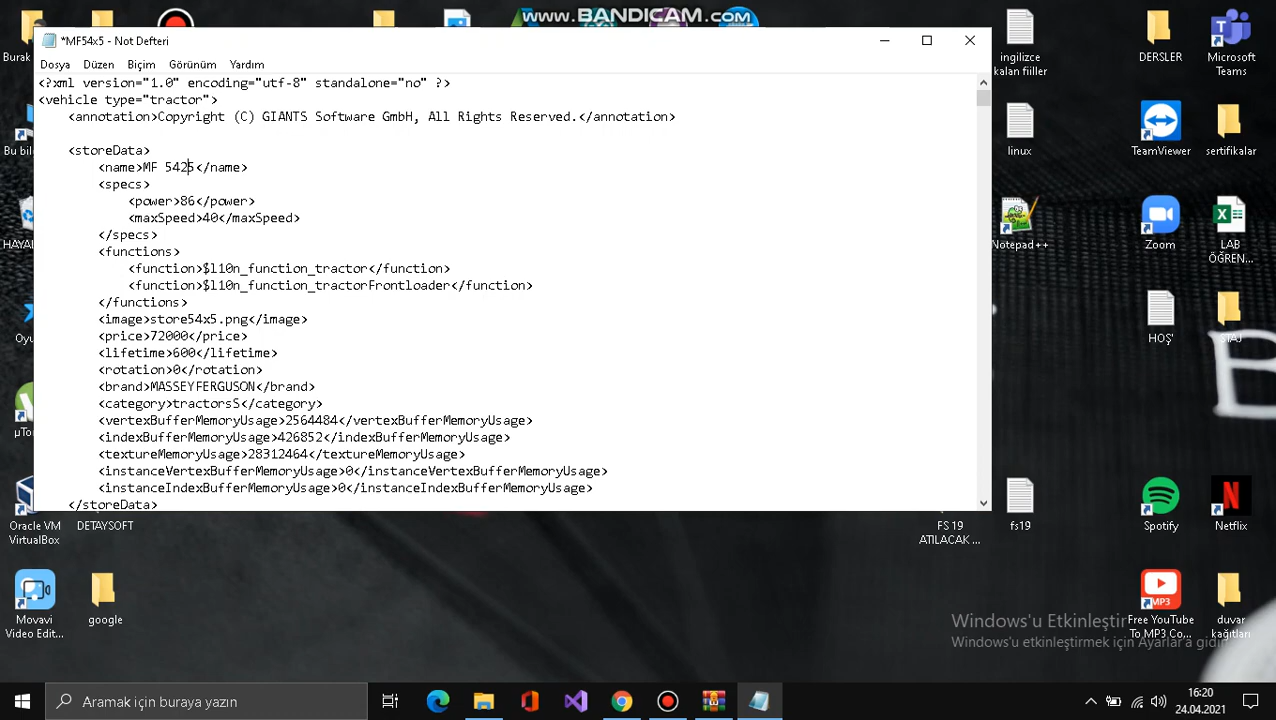 www.BANDICAM.com
MF54x5 -
Dosya Düzen Biçim Görünüm Yardım
<?xml version="1.0" encoding="utf-8" standalone="no" ?>
<vehicle type="tractor">
<annotation>Copyright (C) GIANTS Software GmbH, All Rights Reserved.</annotation>
<storeData>
<name>MF 5425</name>
<specs>
<power>86</power>
<maxSpeed>40</maxSpeed>
</specs>
<functions>
<function>$l10n_function_tractor</function>
<function>$l10n_function_tractorFrontloader</function>
</functions>
<image>store54x5.png</image>
<price>72000</price>
<lifetime>600</lifetime>
<rotation>0</rotation>
<brand>MASSEYFERGUSON</brand>
<category>tractorsS</category>
<vertexBufferMemoryUsage>2564484</vertexBufferMemoryUsage>
<indexBufferMemoryUsage>426852</indexBufferMemoryUsage>
<textureMemoryUsage>28312464</textureMemoryUsage>
<instanceVertexBufferMemoryUsage>0</instanceVertexBufferMemoryUsage>
<instanceIndexBufferMemoryUsage>0</instanceIndexBufferMemoryUsage>
Burak
Bu bil
HAYAL
Oyu
µTo
Oracle VM
VirtualBox
DETAYSOFT
Movavi
Video Edit...
google
ingilizce
kalan fiiller
DERSLER
Microsoft
Teams
linux
TeamViewer
sertifikalar
Notepad++
Zoom
LAB
ÖĞREN...
HOŞ'
STAJ
FS 19
ATILACAK ...
fs19
Spotify
Netflix
Free YouTube
To MP3 Co...
duvar
kağıtları
Windows'u Etkinleştir
Windows'u etkinleştirmek için Ayarlar'a gidin.
Aramak için buraya yazın
16:20
24.04.2021